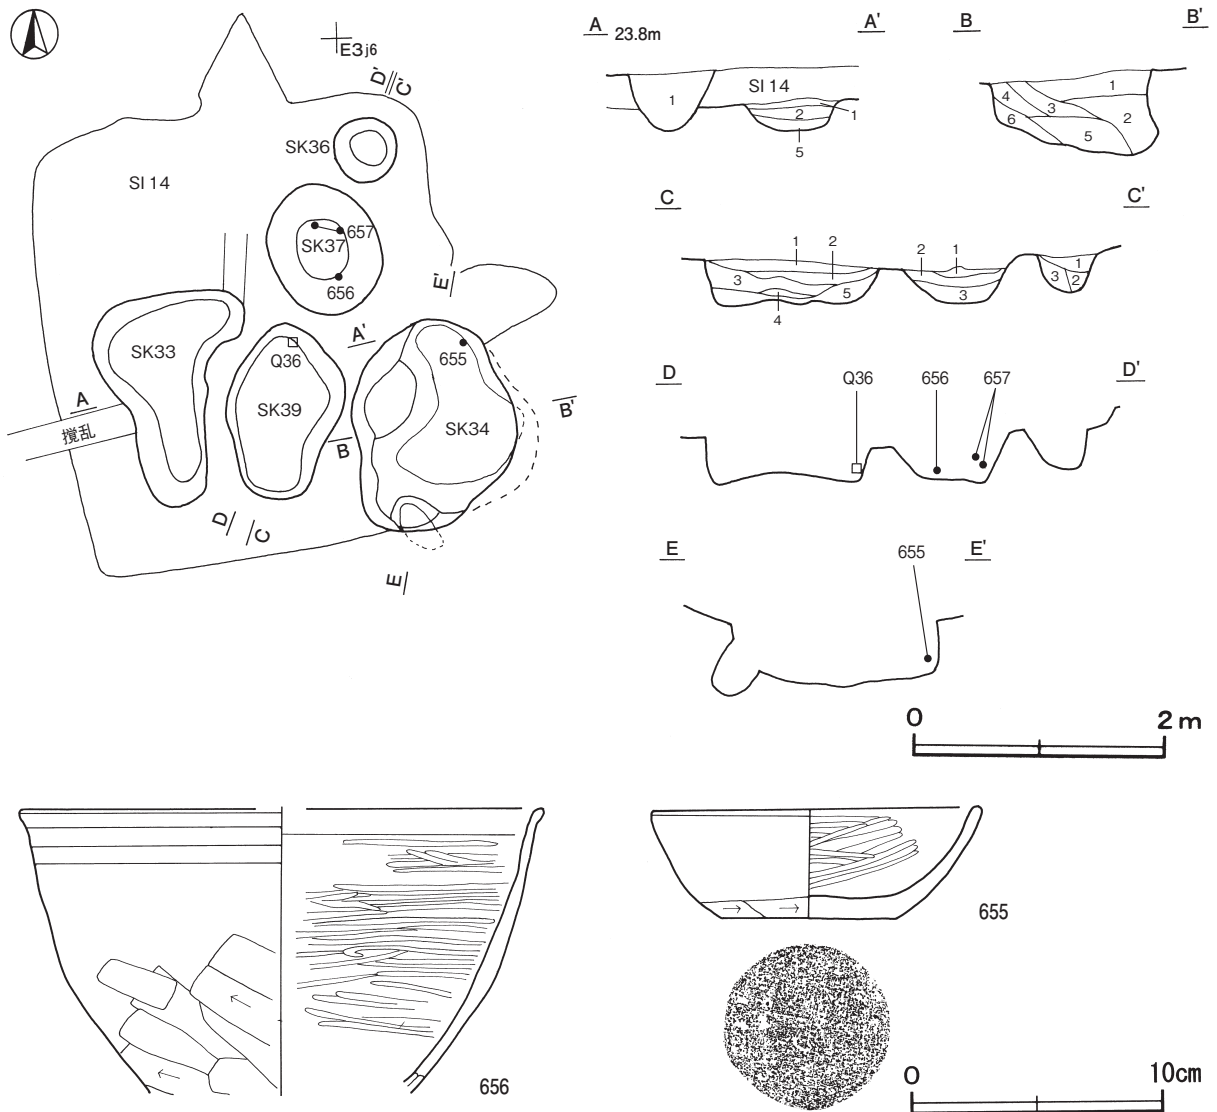 E3j6
D' C'
SK36
SI 14
SK37
657
656
E'
A'
SK33
Q36
655
SK39
SK34
A
B'
B
撹乱
D
C
E
A 23.8m A'
SI 14
1
2
1
5
B B'
1
4
3
2
6
5
C C'
1 2
2 1
3
5
3
1
3 2
4
D D'
Q36 656 657
E E'
655
0 2m
656
655
0 10cm